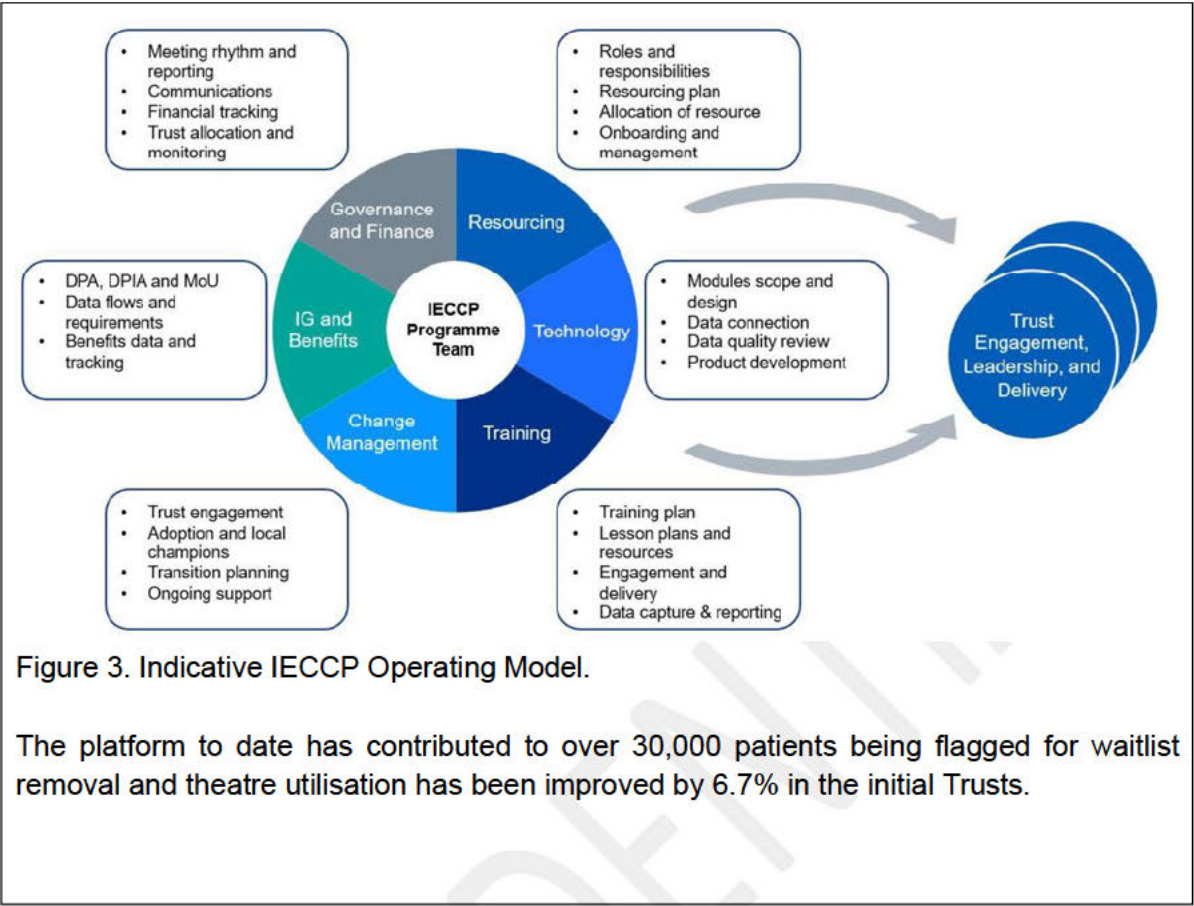 • Meeting rhythm and
reporting
• Communications
• Financial tracking
• Trust allocation and
monitoring
• Roles and
responsibilities
• Resourcing plan
• Allocation of resource
• Onboarding and
management
Governance
and Finance
Resourcing
• DPA, DPIA and MoU
• Data flows and
requirements
• Benefits data and
tracking
IG and
Benefits
IECCP
Programme
Team
Technology
• Modules scope and
design
• Data connection
• Data quality review
• Product development
Trust
Engagement,
Leadership, and
Delivery
Change
Management
Training
• Trust engagement
• Adoption and local
champions
• Transition planning
• Ongoing support
• Training plan
• Lesson plans and
resources
• Engagement and
delivery
• Data capture & reporting
Figure 3. Indicative IECCP Operating Model.
The platform to date has contributed to over 30,000 patients being flagged for waitlist
removal and theatre utilisation has been improved by 6.7% in the initial Trusts.